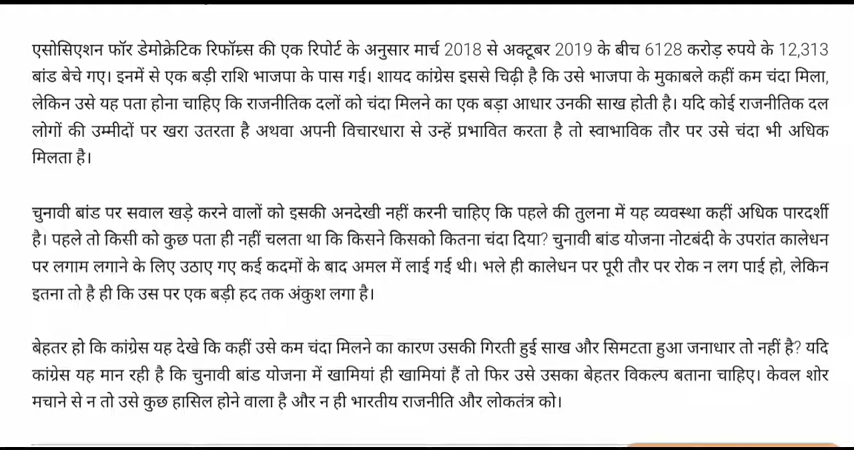 एसोसिएशन फॉर डेमोक्रेटिक रिफॉर्म्स की एक रिपोर्ट के अनुसार मार्च 2018 से अक्टूबर 2019 के बीच 6128 करोड़ रुपये के 12,313
बांड बेचे गए। इनमें से एक बड़ी राशि भाजपा के पास गई। शायद कांग्रेस इससे चिढ़ी है कि उसे भाजपा के मुकाबले कहीं कम चंदा मिला,
लेकिन उसे यह पता होना चाहिए कि राजनीतिक दलों को चंदा मिलने का एक बड़ा आधार उनकी साख होती है। यदि कोई राजनीतिक दल
लोगों की उम्मीदों पर खरा उतरता है अथवा अपनी विचारधारा से उन्हें प्रभावित करता है तो स्वाभाविक तौर पर उसे चंदा भी अधिक
मिलता है।
चुनावी बांड पर सवाल खड़े करने वालों को इसकी अनदेखी नहीं करनी चाहिए कि पहले की तुलना में यह व्यवस्था कहीं अधिक पारदर्शी
है। पहले तो किसी को कुछ पता ही नहीं चलता था कि किसने किसको कितना चंदा दिया? चुनावी बांड योजना नोटबंदी के उपरांत कालेधन
पर लगाम लगाने के लिए उठाए गए कई कदमों के बाद अमल में लाई गई थी। भले ही कालेधन पर पूरी तौर पर रोक न लग पाई हो, लेकिन
इतना तो है ही कि उस पर एक बड़ी हद तक अंकुश लगा है।
बेहतर हो कि कांग्रेस यह देखे कि कहीं उसे कम चंदा मिलने का कारण उसकी गिरती हुई साख और सिमटता हुआ जनाधार तो नहीं है? यदि
कांग्रेस यह मान रही है कि चुनावी बांड योजना में खामियां ही खामियां हैं तो फिर उसे उसका बेहतर विकल्प बताना चाहिए। केवल शोर
मचाने से न तो उसे कुछ हासिल होने वाला है और न ही भारतीय राजनीति और लोकतंत्र को।